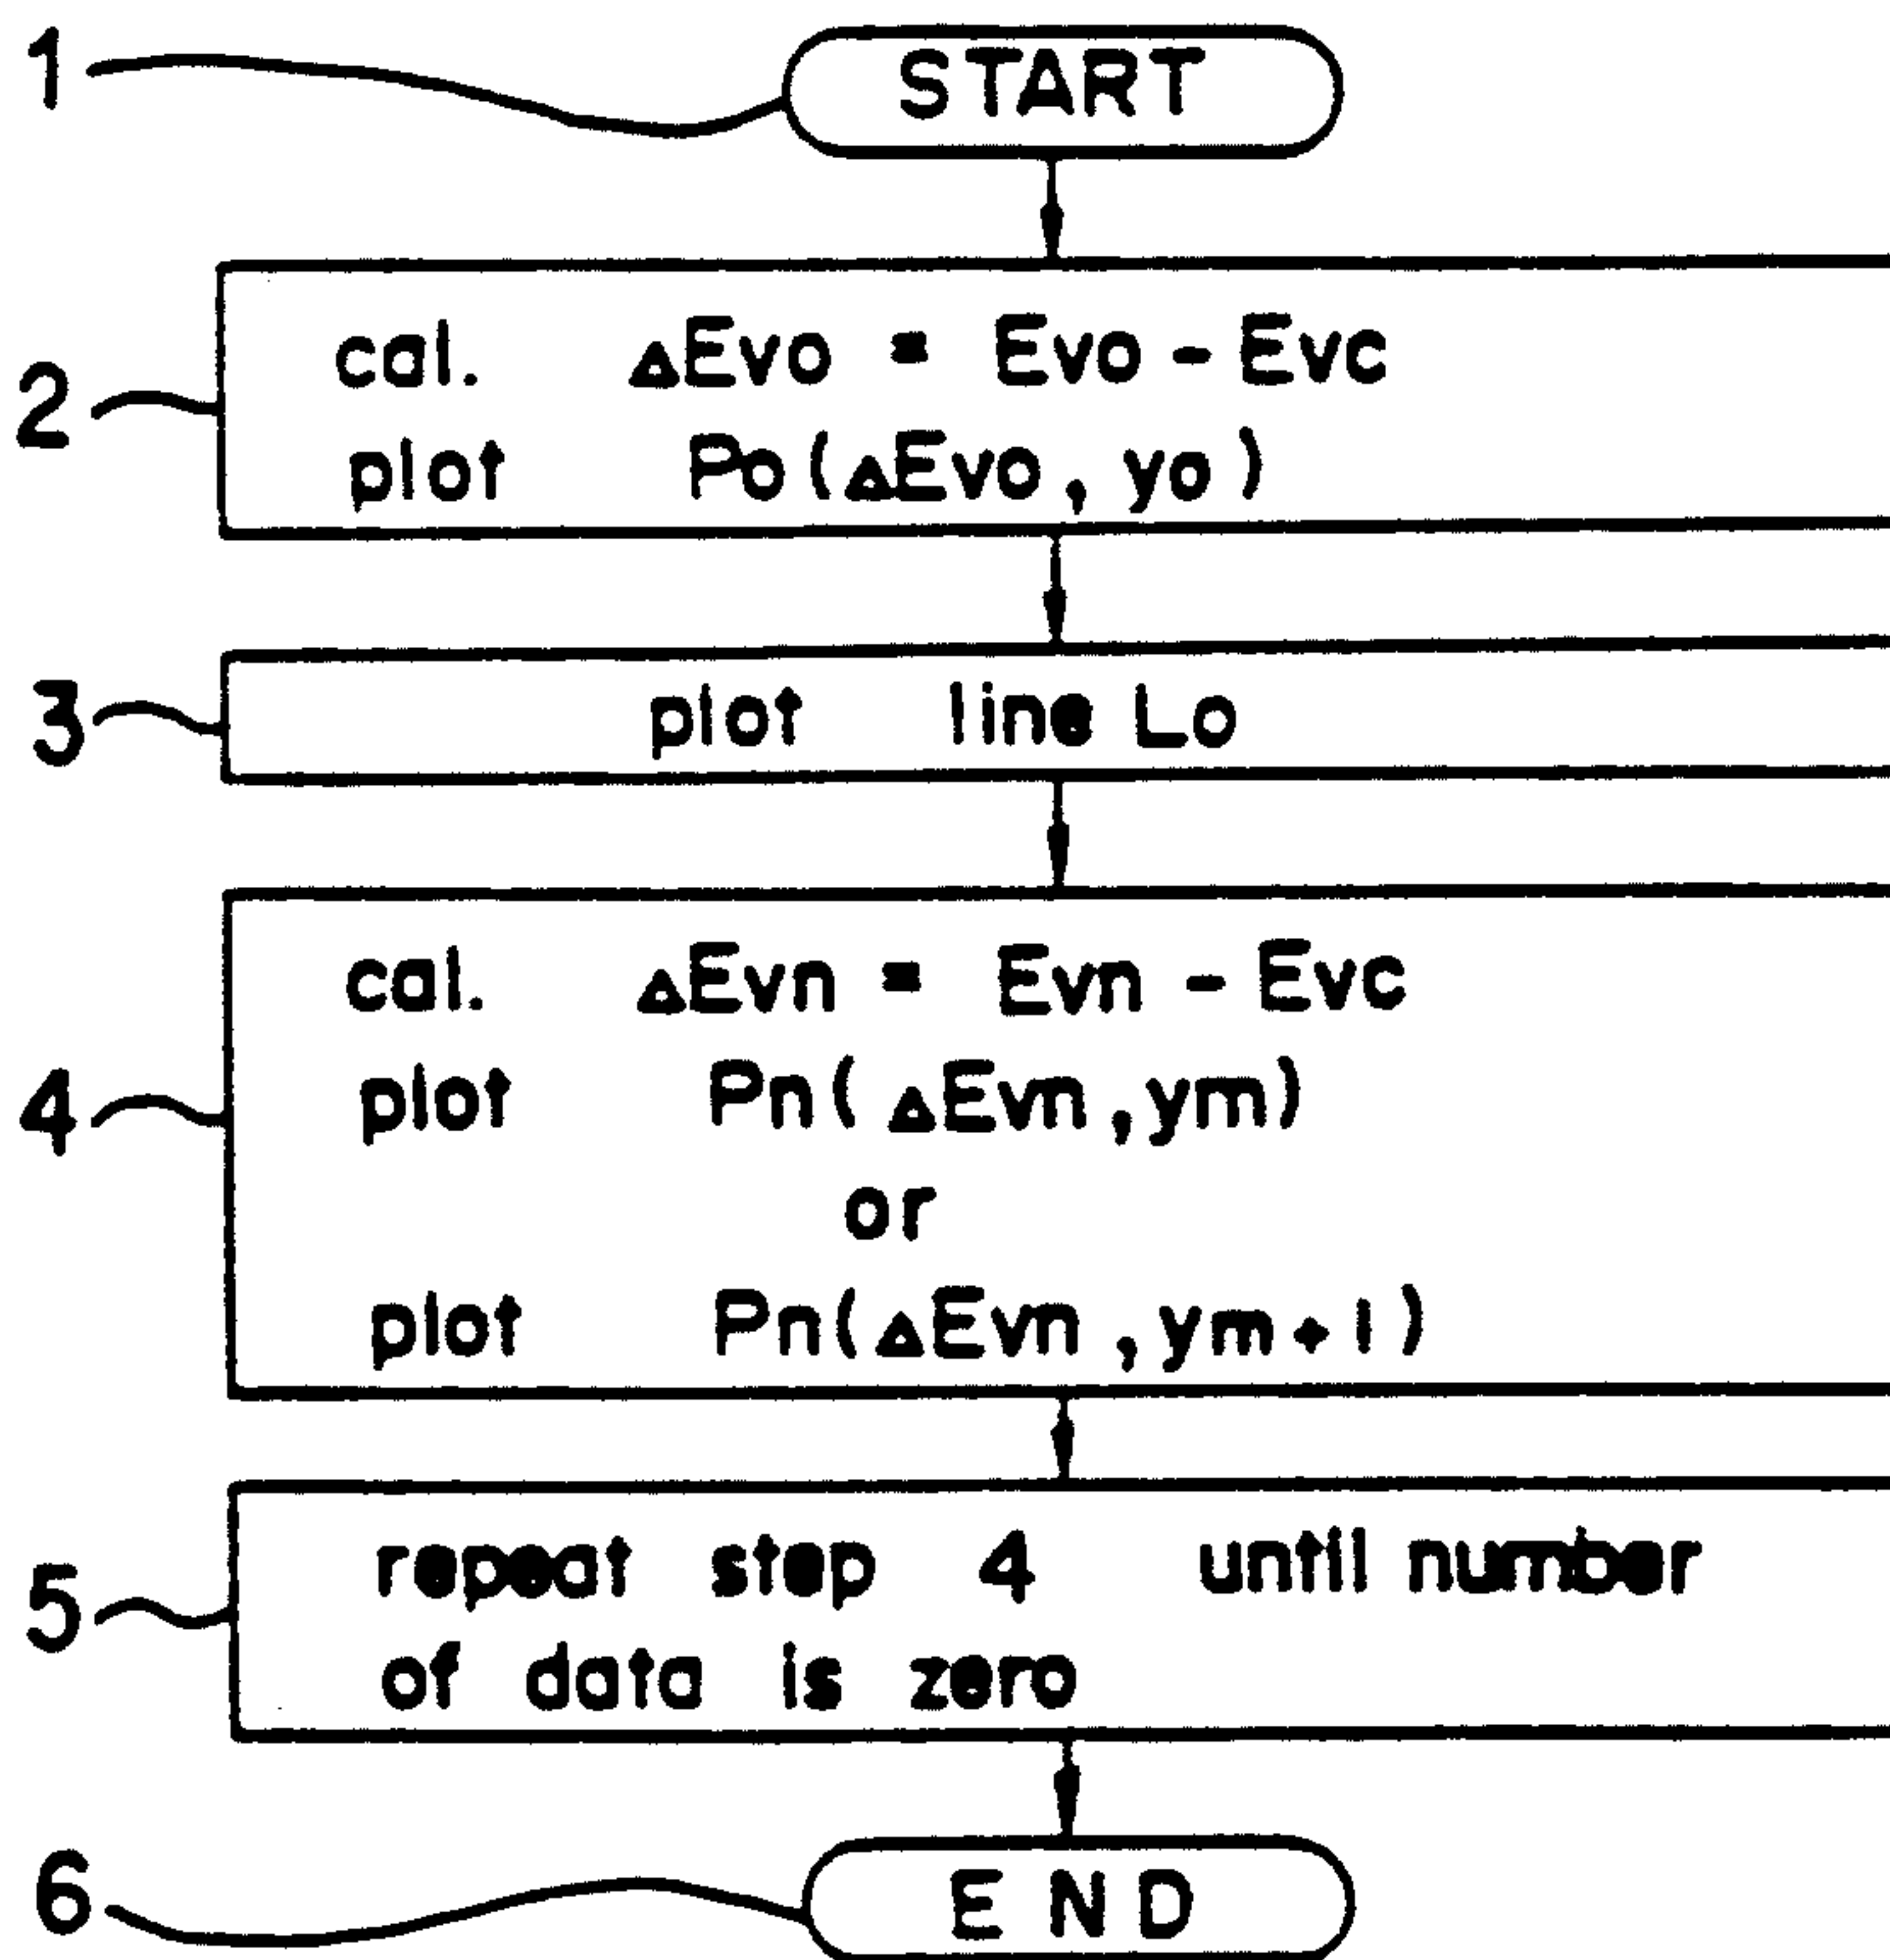 1 START
2
cal. ΔEvo = Evo - Evc
plot Po(ΔEvo, yo)
3 plot line Lo
4
cal. ΔEvn = Evn - Evc
plot Pn(ΔEvn,ym)
or
plot Pn(ΔEvn,ym+1)
5
repeat step 4 until number
of data is zero
6 END